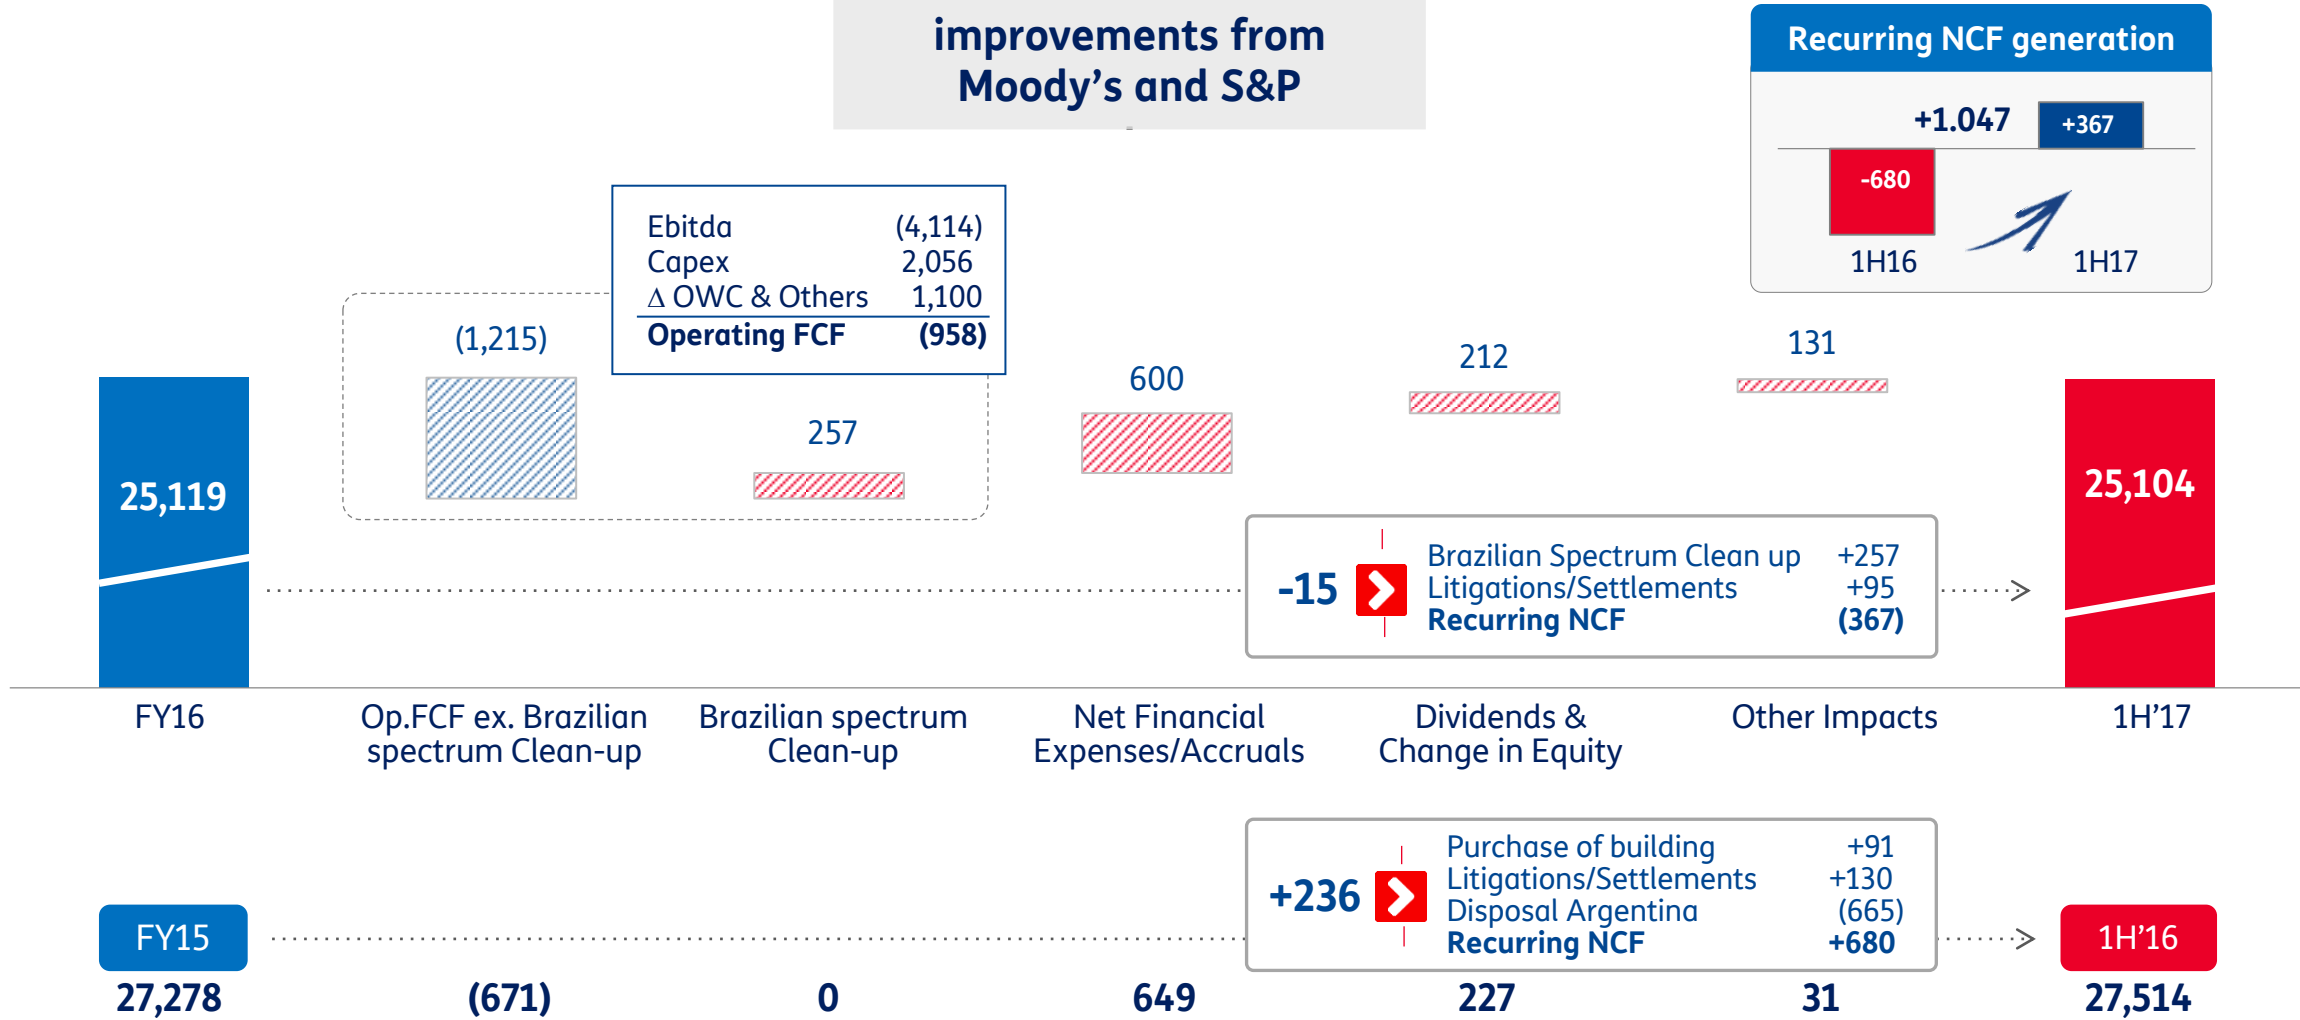 improvements from
Moody's and S&P
Recurring NCF generation
+1.047
+367
-680
1H16
1H17
Ebitda (4,114)
Capex 2,056
Δ OWC & Others 1,100
Operating FCF (958)
(1,215)
257
600
212
131
25,119
25,104
-15
Brazilian Spectrum Clean up +257
Litigations/Settlements +95
Recurring NCF (367)
FY16
Op.FCF ex. Brazilian
spectrum Clean-up
Brazilian spectrum
Clean-up
Net Financial
Expenses/Accruals
Dividends &
Change in Equity
Other Impacts
1H’17
+236
Purchase of building +91
Litigations/Settlements +130
Disposal Argentina (665)
Recurring NCF +680
FY15
1H’16
27,278 (671) 0 649 227 31 27,514